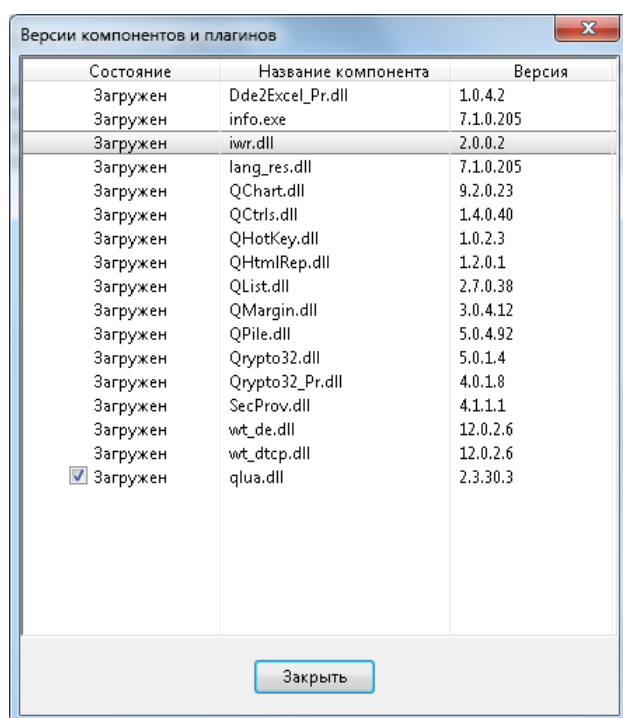 Версии компонентов и плагинов
Состояние Название компонента Версия
Загружен Dde2Excel_Pr.dll 1.0.4.2
Загружен info.exe 7.1.0.205
Загружен iwr.dll 2.0.0.2
Загружен lang_res.dll 7.1.0.205
Загружен QChart.dll 9.2.0.23
Загружен QCtrls.dll 1.4.0.40
Загружен QHotKey.dll 1.0.2.3
Загружен QHtmlRep.dll 1.2.0.1
Загружен QList.dll 2.7.0.38
Загружен QMargin.dll 3.0.4.12
Загружен QPile.dll 5.0.4.92
Загружен Qrypto32.dll 5.0.1.4
Загружен Qrypto32_Pr.dll 4.0.1.8
Загружен SecProv.dll 4.1.1.1
Загружен wt_de.dll 12.0.2.6
Загружен wt_dtcp.dll 12.0.2.6
Загружен qlua.dll 2.3.30.3
Закрыть